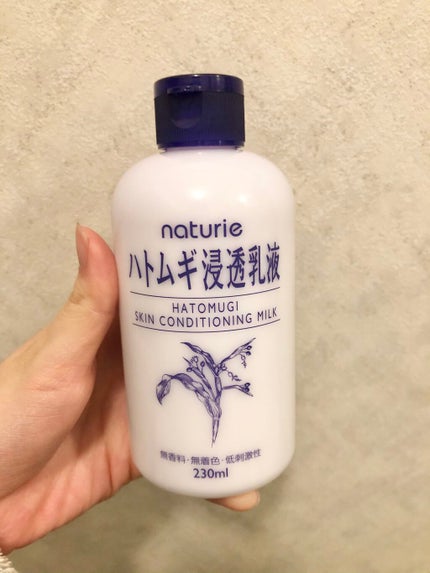 naturie
ハトムギ浸透乳液
HATOMUGI
SKIN CONDITIONING MILK
無香料・無着色・低刺激性
230ml